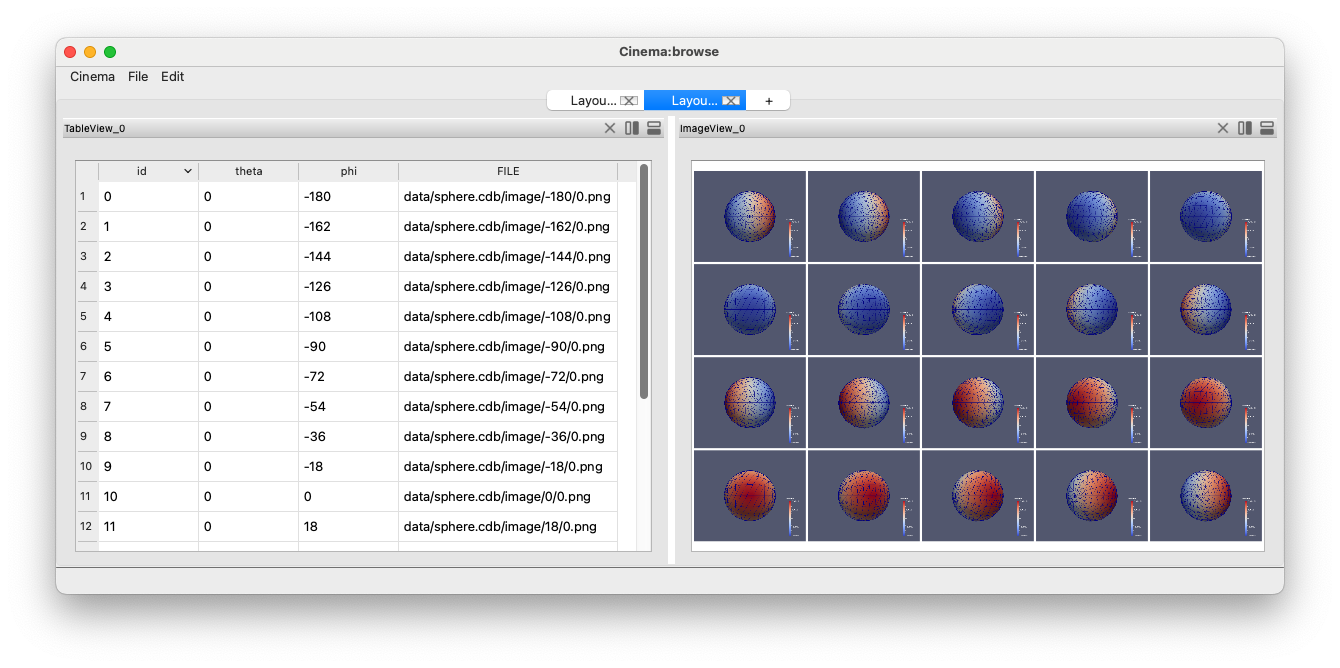 Cinema:browse
Cinema File Edit
Layou... Layou... +
TableView_0
id theta phi FILE
1 0 0 -180 data/sphere.cdb/image/-180/0.png
2 1 0 -162 data/sphere.cdb/image/-162/0.png
3 2 0 -144 data/sphere.cdb/image/-144/0.png
4 3 0 -126 data/sphere.cdb/image/-126/0.png
5 4 0 -108 data/sphere.cdb/image/-108/0.png
6 5 0 -90 data/sphere.cdb/image/-90/0.png
7 6 0 -72 data/sphere.cdb/image/-72/0.png
8 7 0 -54 data/sphere.cdb/image/-54/0.png
9 8 0 -36 data/sphere.cdb/image/-36/0.png
10 9 0 -18 data/sphere.cdb/image/-18/0.png
11 10 0 0 data/sphere.cdb/image/0/0.png
12 11 0 18 data/sphere.cdb/image/18/0.png
ImageView_0